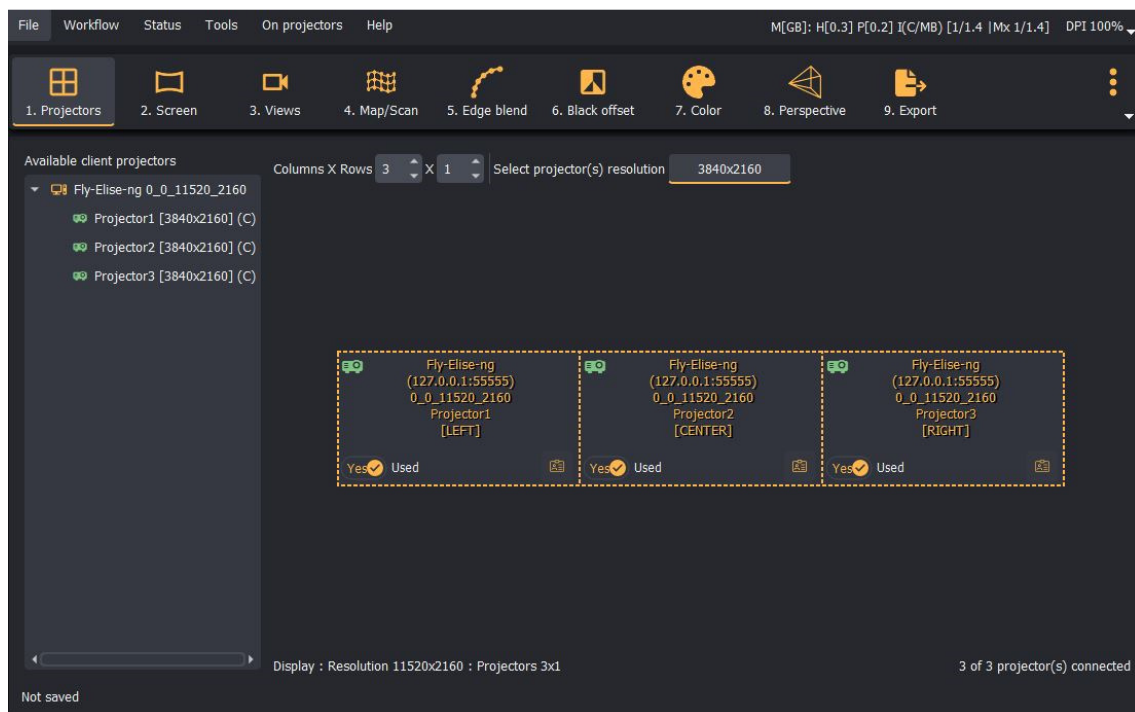 File Workflow Status Tools On projectors Help M[GB]: H[0.3] P[0.2] I(C/MB) [1/1.4 |Mx 1/1.4] DPI 100%
1. Projectors 2. Screen 3. Views 4. Map/Scan 5. Edge blend 6. Black offset 7. Color 8. Perspective 9. Export
Available client projectors
Fly-Elise-ng 0_0_11520_2160
Projector1 [3840x2160] (C)
Projector2 [3840x2160] (C)
Projector3 [3840x2160] (C)
Columns X Rows 3 X 1 Select projector(s) resolution 3840x2160
Fly-Elise-ng
(127.0.0.1:55555)
0_0_11520_2160
Projector1
[LEFT]
Yes Used
Fly-Elise-ng
(127.0.0.1:55555)
0_0_11520_2160
Projector2
[CENTER]
Yes Used
Fly-Elise-ng
(127.0.0.1:55555)
0_0_11520_2160
Projector3
[RIGHT]
Yes Used
Display : Resolution 11520x2160 : Projectors 3x1 3 of 3 projector(s) connected
Not saved